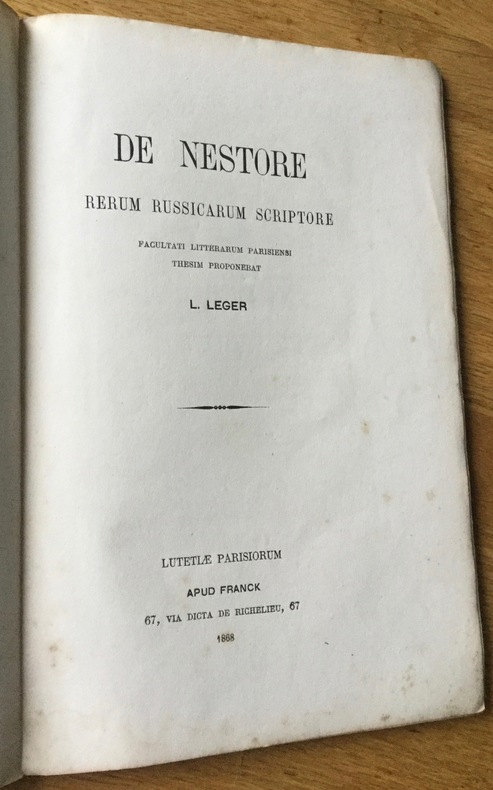 DE NESTORE
RERUM RUSSICARUM SCRIPTORE
FACULTATI LITTERARUM PARISIENSI
THESIM PROPONEBAT
L. LEGER
LUTETIÆ PARISIORUM
APUD FRANCK
67, VIA DICTA DE RICHELIEU, 67
1868